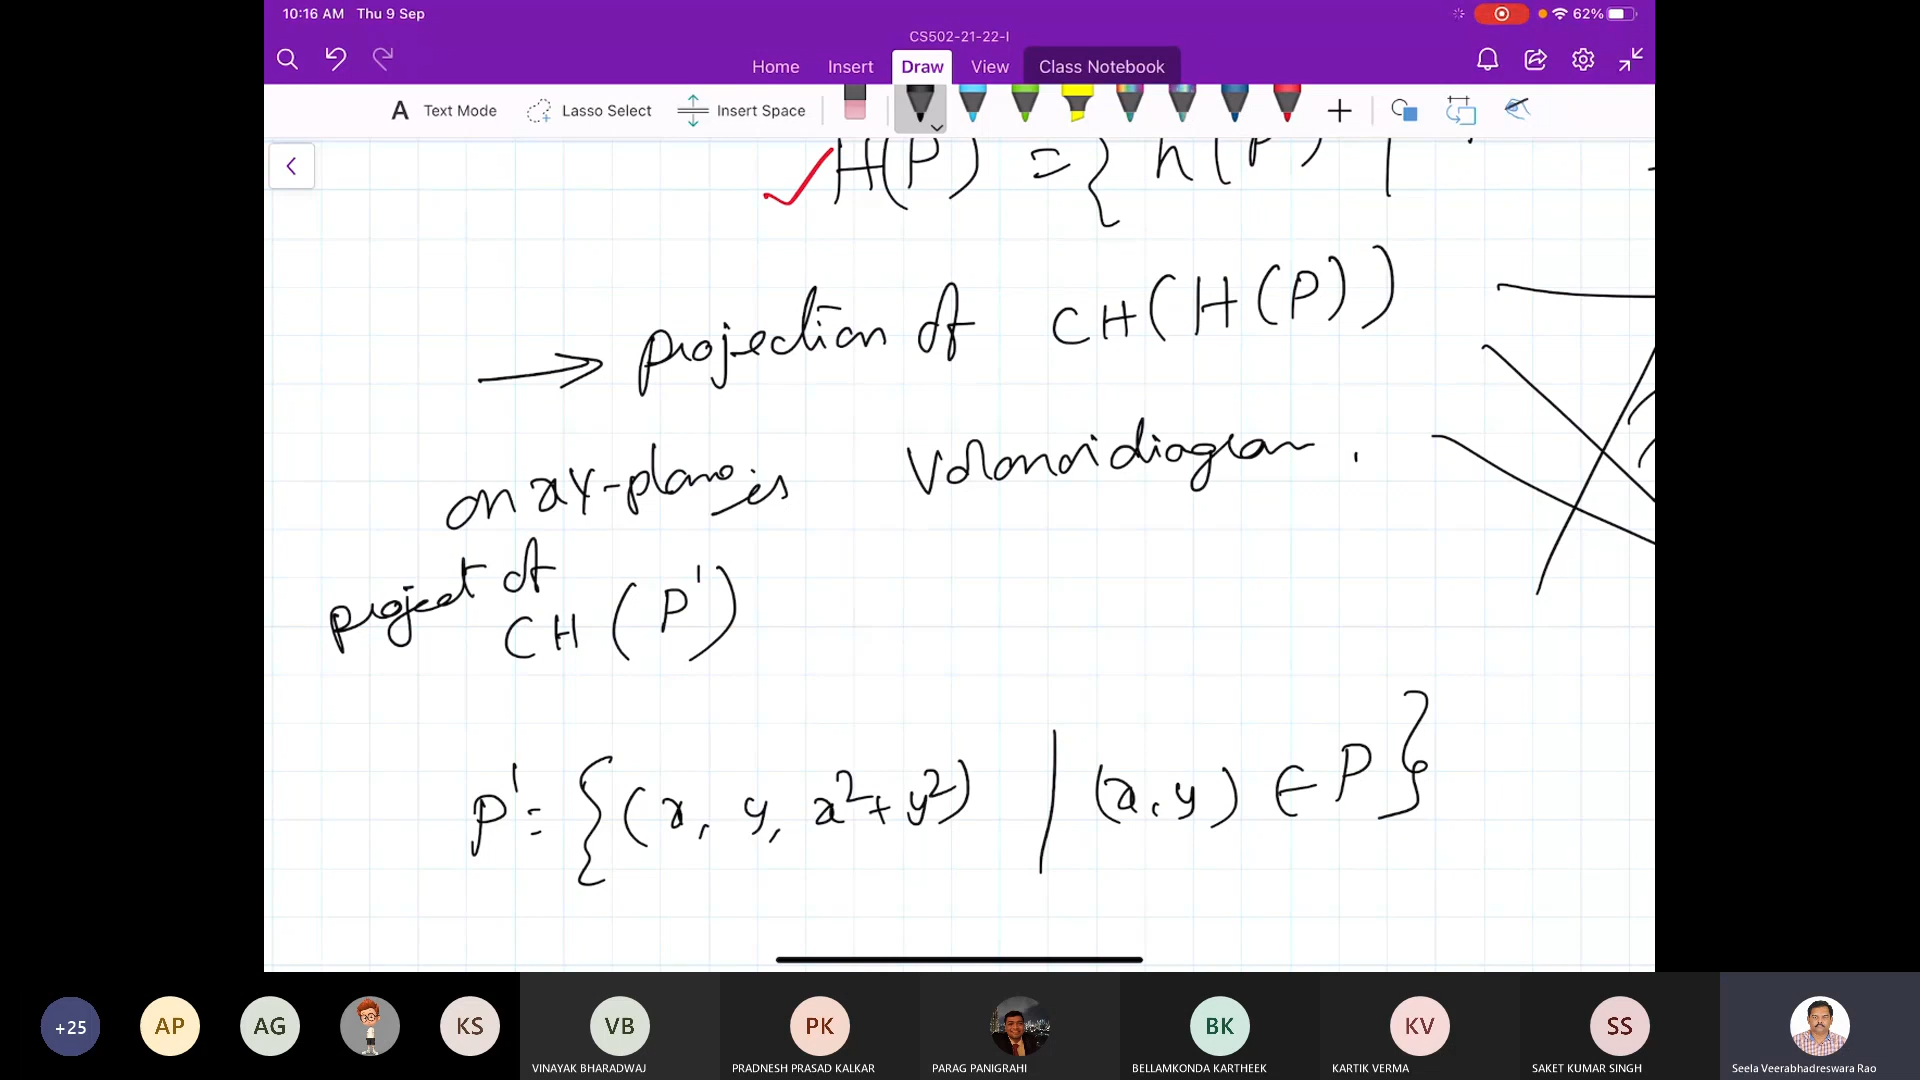 10:16 AM Thu 9 Sep
62%
CS502-21-22-I
Home Insert Draw View Class Notebook
A Text Mode Lasso Select Insert Space
H(P) = { h(P) |
→ projection of CH(H(P))
on xy-plane is Voronoi diagram.
project of
CH (P')
P' = {(x, y, x²+y²) | (x, y) ∈ P}
+25 AP AG KS VB PK BK KV SS
VINAYAK BHARADWAJ PRADNESH PRASAD KALKAR PARAG PANIGRAHI BELLAMKONDA KARTHEEK KARTIK VERMA SAKET KUMAR SINGH Seela Veerabhadreswara Rao